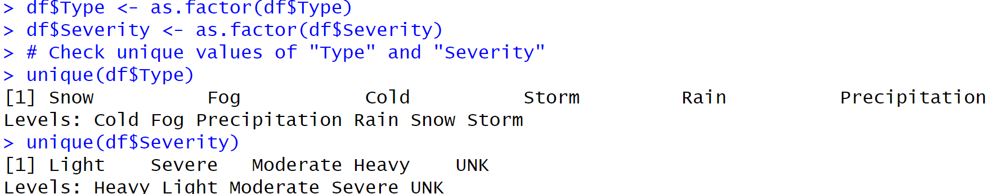 > df$Type <- as.factor(df$Type)
> df$Severity <- as.factor(df$Severity)
> # Check unique values of "Type" and "Severity"
> unique(df$Type)
[1] Snow          Fog           Cold          Storm         Rain          Precipitation
Levels: Cold Fog Precipitation Rain Snow Storm
> unique(df$Severity)
[1] Light    Severe   Moderate Heavy    UNK
Levels: Heavy Light Moderate Severe UNK